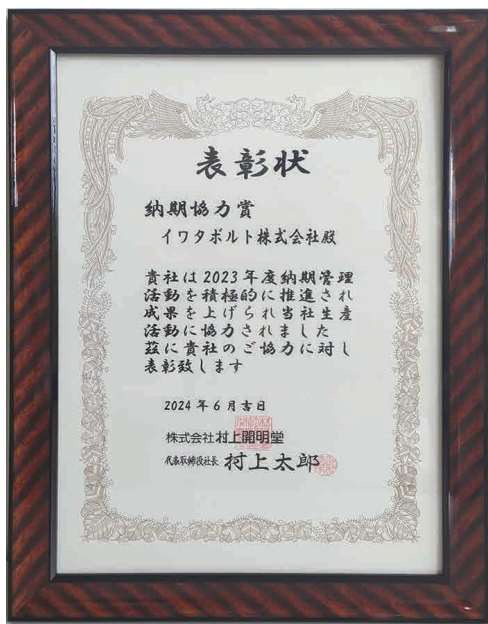 表彰状
納期協力賞
イワタボルト株式会社殿
貴社は2023年度納期管理
活動を積極的に推進され
成果を上げられ当社生産
活動に協力されました
茲に貴社のご協力に対し
表彰致します
2024年6月吉日
株式会社村上開明堂
代表取締役社長 村上太郎